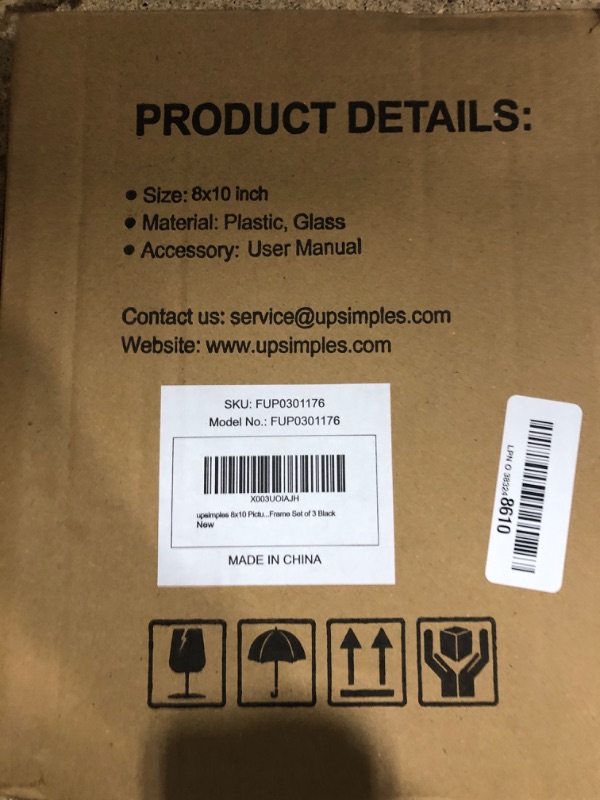 PRODUCT DETAILS:
• Size: 8x10 inch
• Material: Plastic, Glass
• Accessory: User Manual
Contact us: service@upsimples.com
Website: www.upsimples.com
SKU: FUP0301176
Model No.: FUP0301176
X003UOIAJH
upsimples 8x10 Pictu...Frame Set of 3 Black
New
MADE IN CHINA
LPN O 383248610